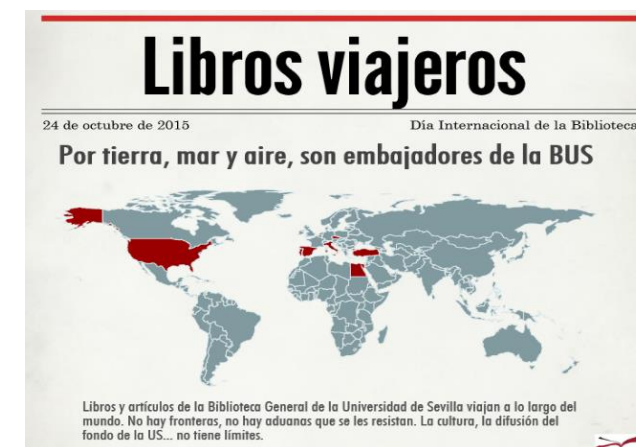 Libros viajeros
24 de octubre de 2015 Día Internacional de la Biblioteca
Por tierra, mar y aire, son embajadores de la BUS
Libros y artículos de la Biblioteca General de la Universidad de Sevilla viajan a lo largo del
mundo. No hay fronteras, no hay aduanas que se les resistan. La cultura, la difusión del
fondo de la US... no tiene límites.